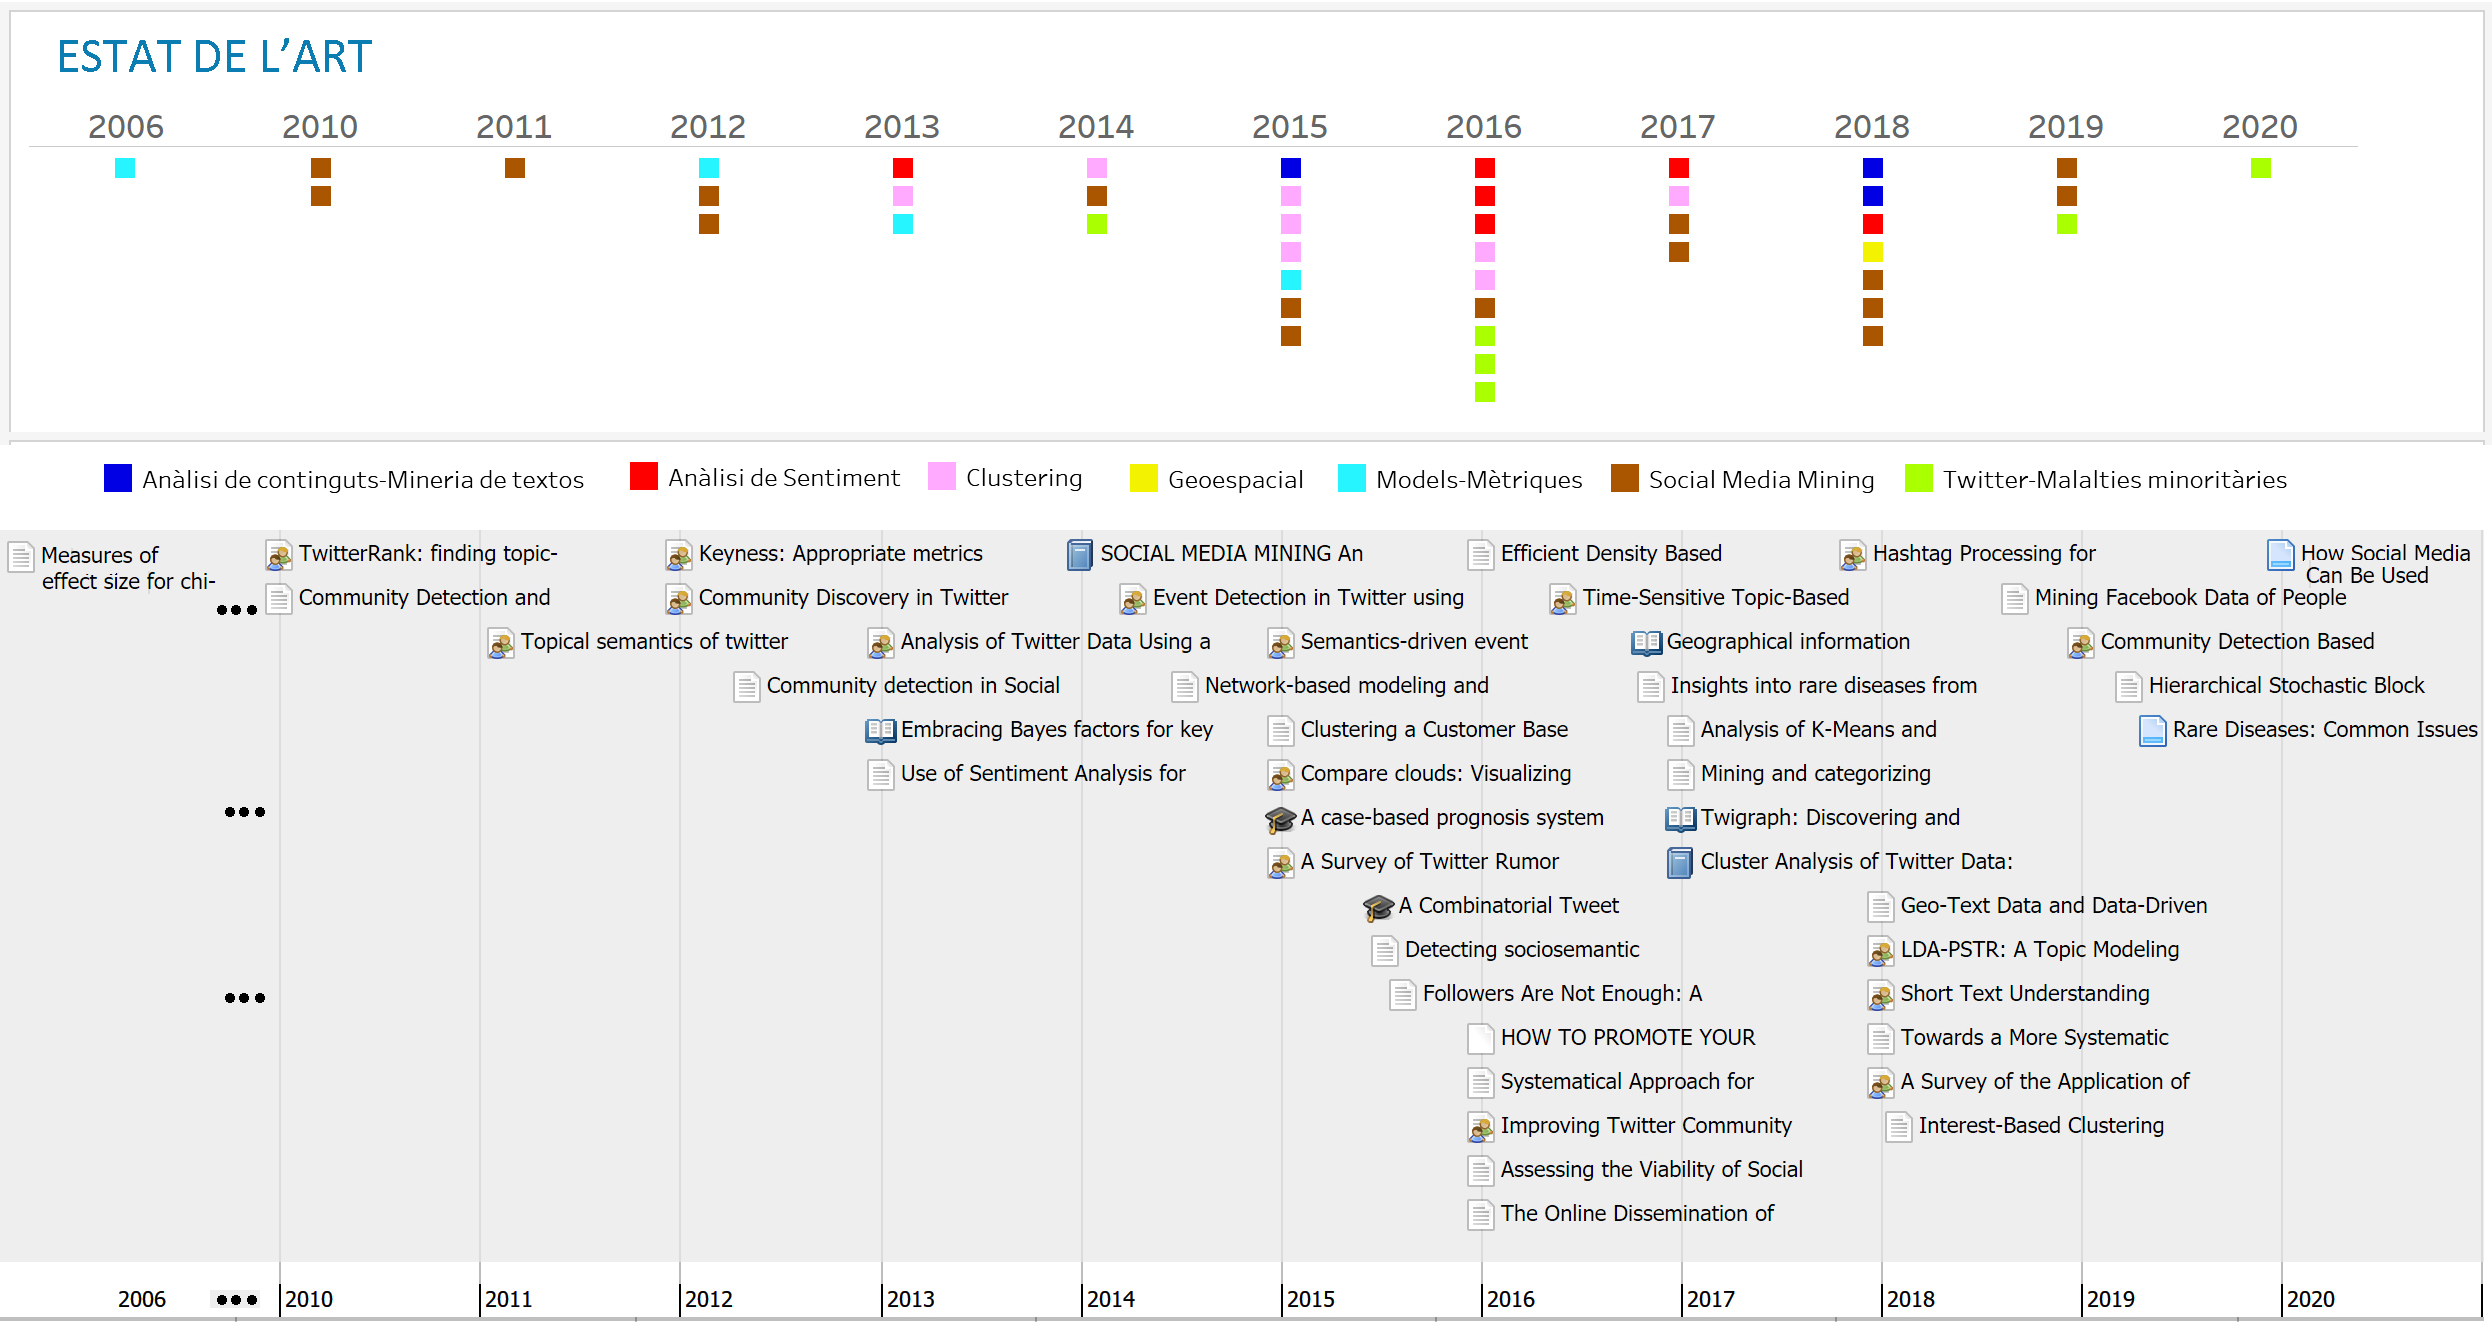 ESTAT DE L’ART
2006 2010 2011 2012 2013 2014 2015 2016 2017 2018 2019 2020
Anàlisi de continguts-Mineria de textos Anàlisi de Sentiment Clustering Geoespacial Models-Mètriques Social Media Mining Twitter-Malalties minoritàries
Measures of
effect size for chi-
TwitterRank: finding topic-
Keyness: Appropriate metrics
SOCIAL MEDIA MINING An
Efficient Density Based
Hashtag Processing for
How Social Media
Can Be Used
•••
Community Detection and
Community Discovery in Twitter
Event Detection in Twitter using
Time-Sensitive Topic-Based
Mining Facebook Data of People
Topical semantics of twitter
Analysis of Twitter Data Using a
Semantics-driven event
Geographical information
Community Detection Based
Community detection in Social
Network-based modeling and
Insights into rare diseases from
Hierarchical Stochastic Block
Embracing Bayes factors for key
Clustering a Customer Base
Analysis of K-Means and
Rare Diseases: Common Issues
Use of Sentiment Analysis for
Compare clouds: Visualizing
Mining and categorizing
•••
A case-based prognosis system
Twigraph: Discovering and
A Survey of Twitter Rumor
Cluster Analysis of Twitter Data:
A Combinatorial Tweet
Geo-Text Data and Data-Driven
Detecting sociosemantic
LDA-PSTR: A Topic Modeling
•••
Followers Are Not Enough: A
Short Text Understanding
HOW TO PROMOTE YOUR
Towards a More Systematic
Systematical Approach for
A Survey of the Application of
Improving Twitter Community
Interest-Based Clustering
Assessing the Viability of Social
The Online Dissemination of
2006 ••• 2010 2011 2012 2013 2014 2015 2016 2017 2018 2019 2020